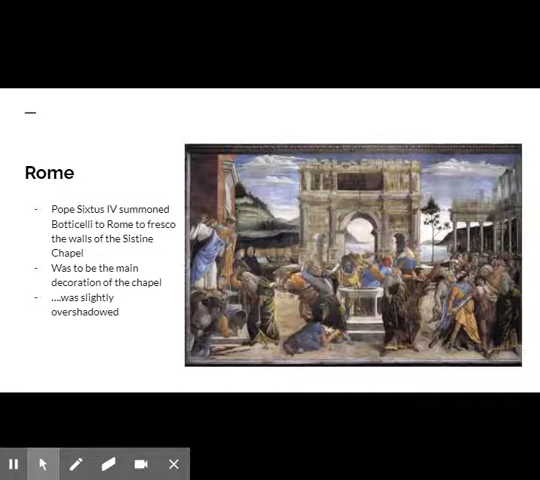 Rome
- Pope Sixtus IV summoned
Botticelli to Rome to fresco
the walls of the Sistine
Chapel
- Was to be the main
decoration of the chapel
- ....was slightly
overshadowed